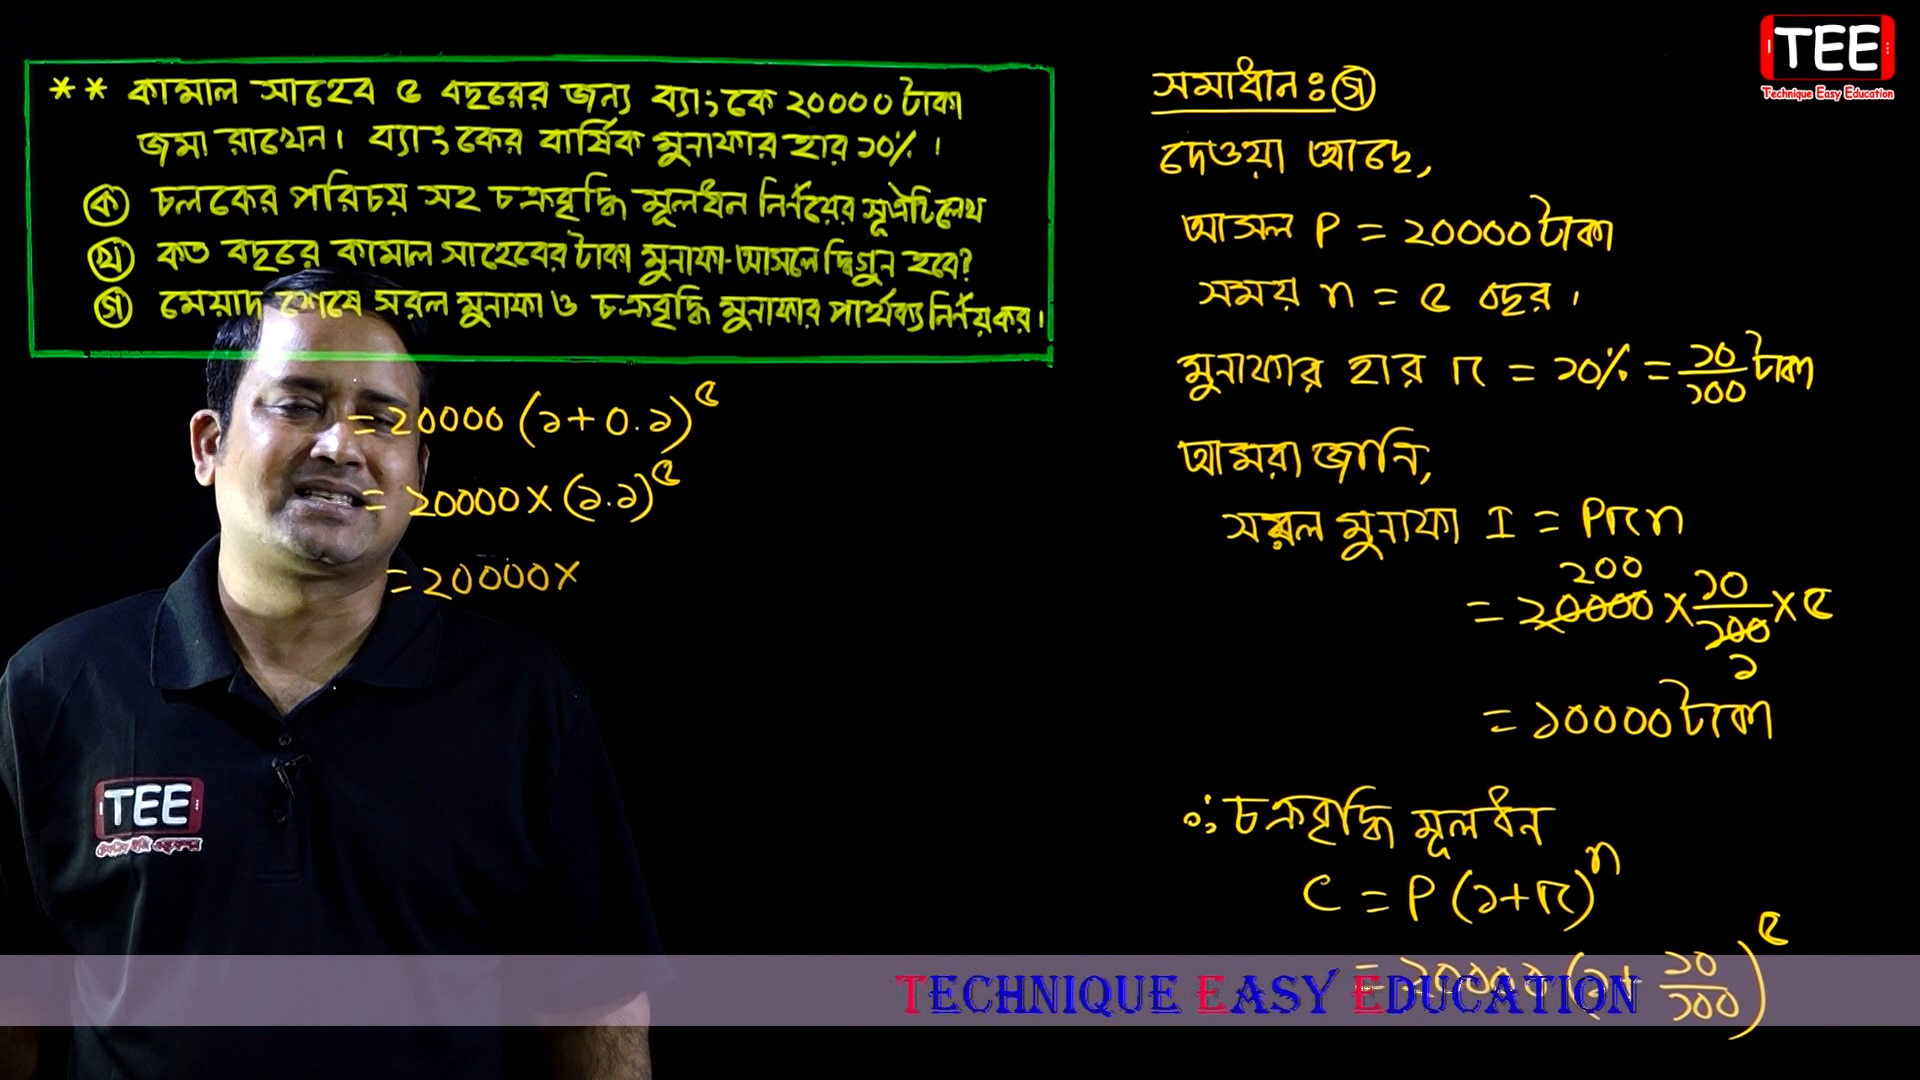 ** কামাল সাহেব ৫ বছরের জন্য ব্যাংকে ২০০০০ টাকা
জমা রাখেন। ব্যাংকের বার্ষিক মুনাফার হার ১০%।
ক চলকের পরিচয় সহ চক্রবৃদ্ধি মূলধন নির্ণয়ের সূত্রটি লেখ
খ কত বছরে কামাল সাহেবের টাকা মুনাফা-আসলে দ্বিগুন হবে?
গ মেয়াদ শেষে সরল মুনাফা ও চক্রবৃদ্ধি মুনাফার পার্থক্য নির্ণয় কর।
= ২০০০০ (১+০.১)^৫
= ২০০০০ × (১.১)^৫
= ২০০০০ ×
TEE
TEE
Technique Easy Education
সমাধান: গ
দেওয়া আছে,
আসল P = ২০০০০ টাকা
সময় n = ৫ বছর।
মুনাফার হার r = ১০% = ১০/১০০ টাকা
আমরা জানি,
সরল মুনাফা I = Prn
২০০
= ২০০০০ × ১০/১০০ × ৫
১
= ১০০০০ টাকা
∴ চক্রবৃদ্ধি মূলধন
C = P (১+r)^n
= ২০০০০ (১+ ১০/১০০)^৫
TECHNIQUE EASY EDUCATION